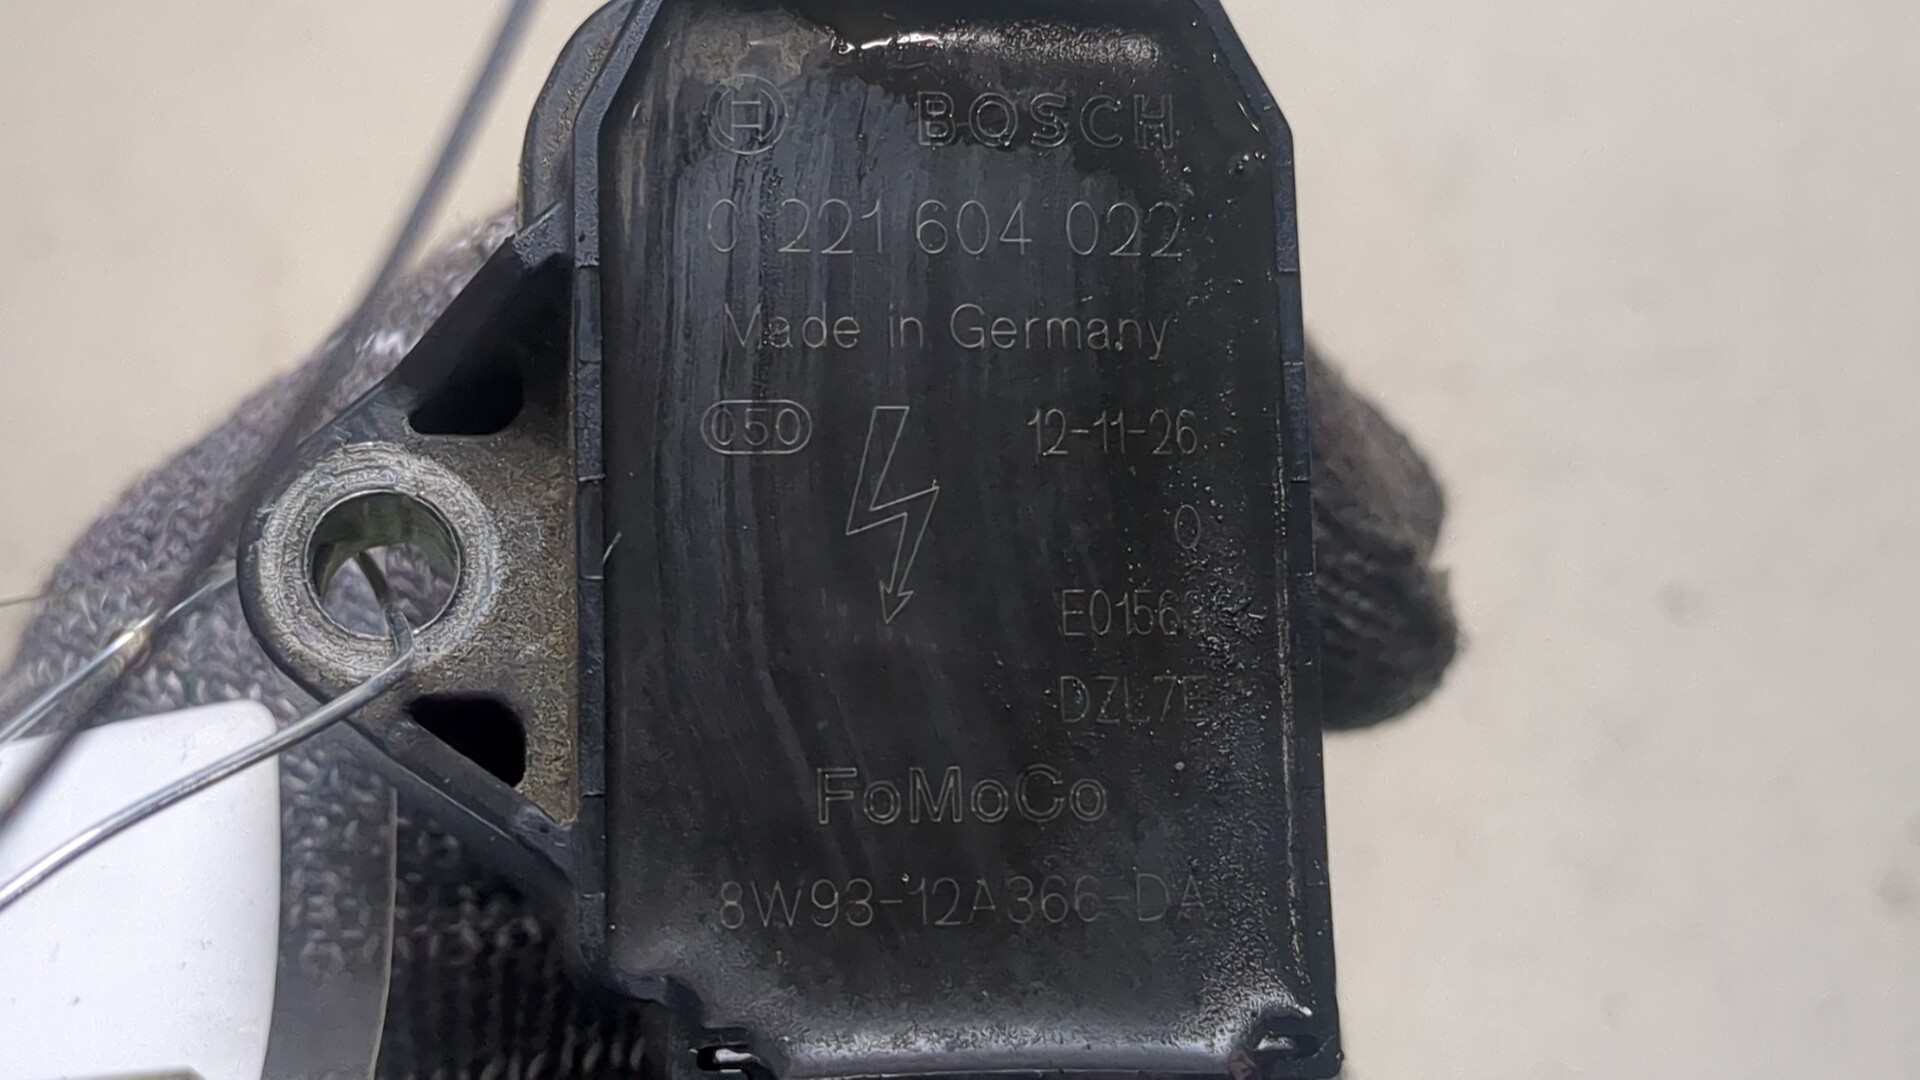 BOSCH
0 221 604 022
Made in Germany
050
12-11-26
0
FoMoCo
8W93-12A366-DA